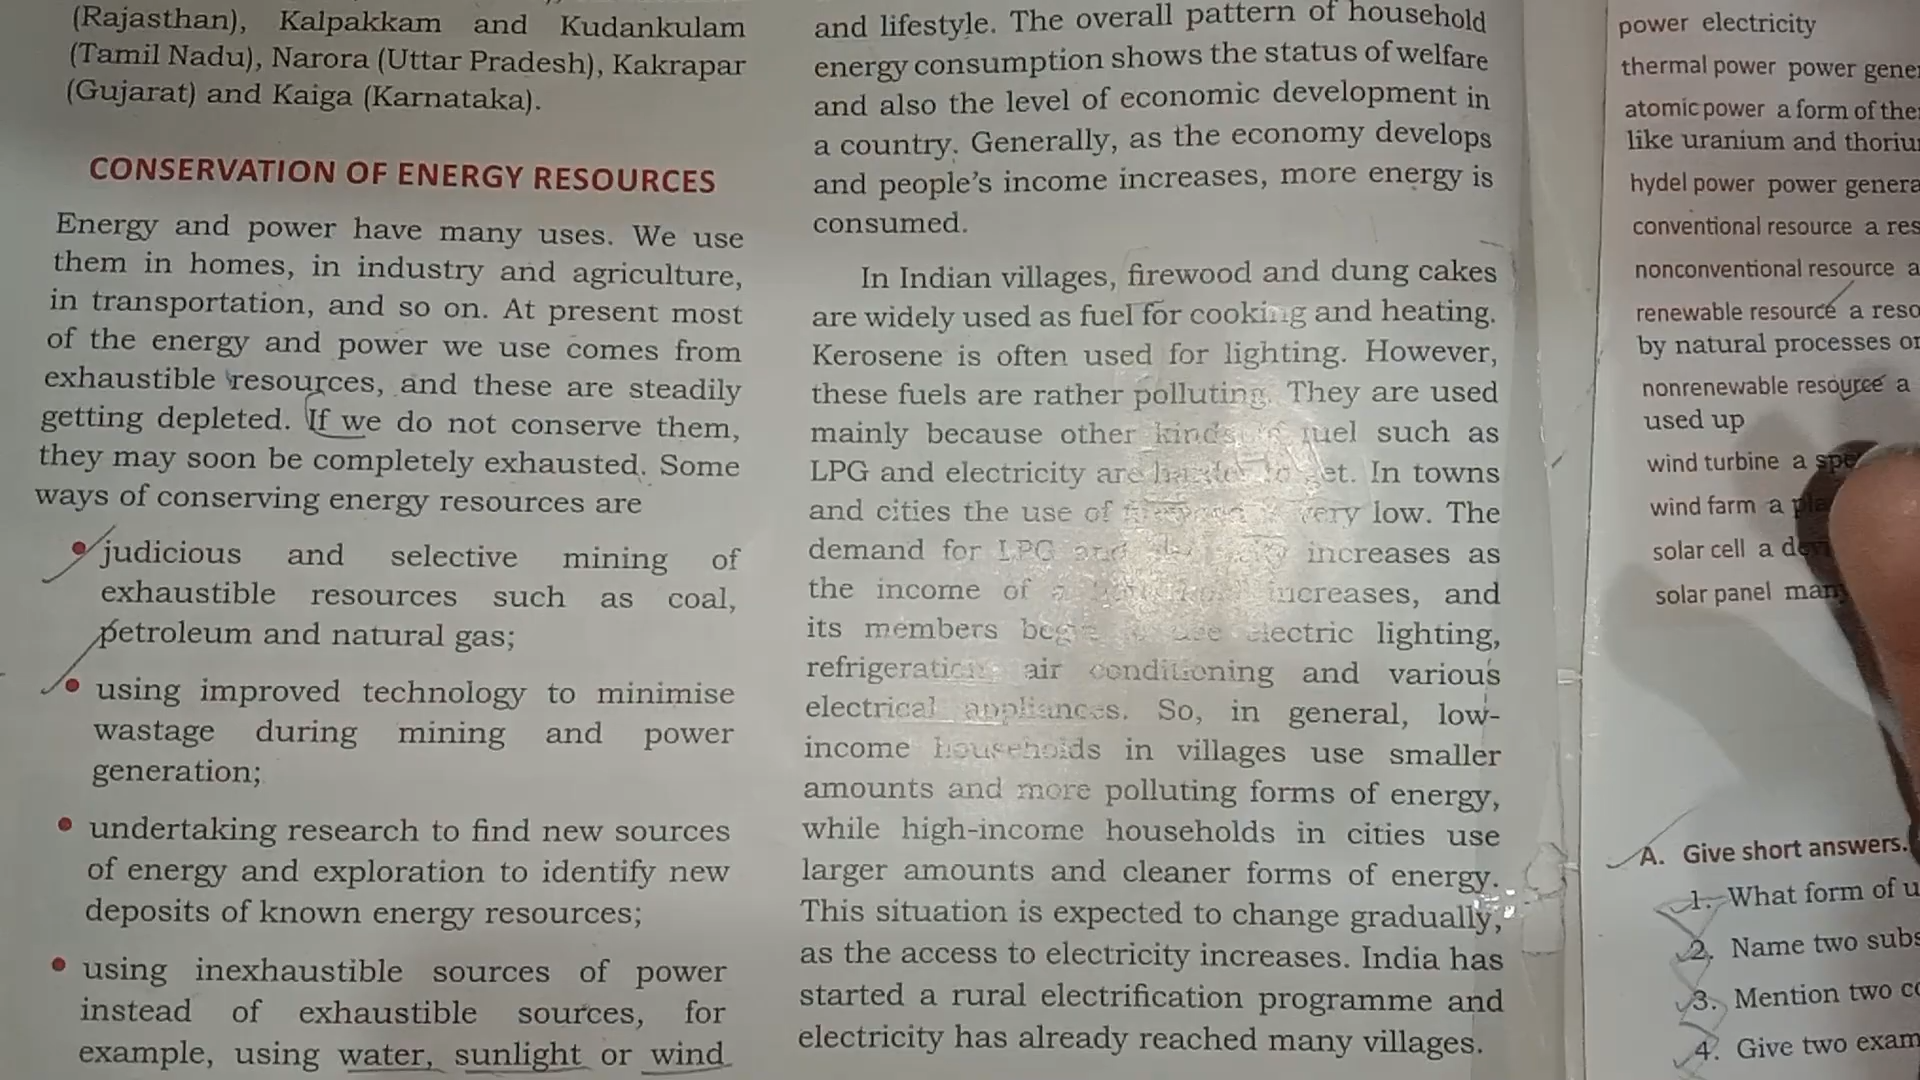 (Rajasthan), Kalpakkam and Kudankulam
(Tamil Nadu), Narora (Uttar Pradesh), Kakrapar
(Gujarat) and Kaiga (Karnataka).
CONSERVATION OF ENERGY RESOURCES
Energy and power have many uses. We use
them in homes, in industry and agriculture,
in transportation, and so on. At present most
of the energy and power we use comes from
exhaustible resources, and these are steadily
getting depleted. If we do not conserve them,
they may soon be completely exhausted. Some
ways of conserving energy resources are
• judicious and selective mining of
exhaustible resources such as coal,
petroleum and natural gas;
• using improved technology to minimise
wastage during mining and power
generation;
• undertaking research to find new sources
of energy and exploration to identify new
deposits of known energy resources;
• using inexhaustible sources of power
instead of exhaustible sources, for
example, using water, sunlight or wind
and lifestyle. The overall pattern of household
energy consumption shows the status of welfare
and also the level of economic development in
a country. Generally, as the economy develops
and people's income increases, more energy is
consumed.
In Indian villages, firewood and dung cakes
are widely used as fuel for cooking and heating.
Kerosene is often used for lighting. However,
these fuels are rather polluting. They are used
mainly because other kinds of fuel such as
LPG and electricity are harder to get. In towns
and cities the use of very low. The
demand for LPG and increases as
the income of a increases, and
its members begin to use electric lighting,
refrigeration, air conditioning and various
electrical appliances. So, in general, low-
income households in villages use smaller
amounts and more polluting forms of energy,
while high-income households in cities use
larger amounts and cleaner forms of energy.
This situation is expected to change gradually,
as the access to electricity increases. India has
started a rural electrification programme and
electricity has already reached many villages.
power electricity
thermal power power
atomic power a form of
like uranium and
hydel power power
conventional resource a
nonconventional resource a
renewable resource a
by natural processes
nonrenewable resource a
used up
wind turbine a
wind farm a
solar cell a
solar panel
A. Give short answers.
1. What form of
2. Name two
3. Mention two
4. Give two